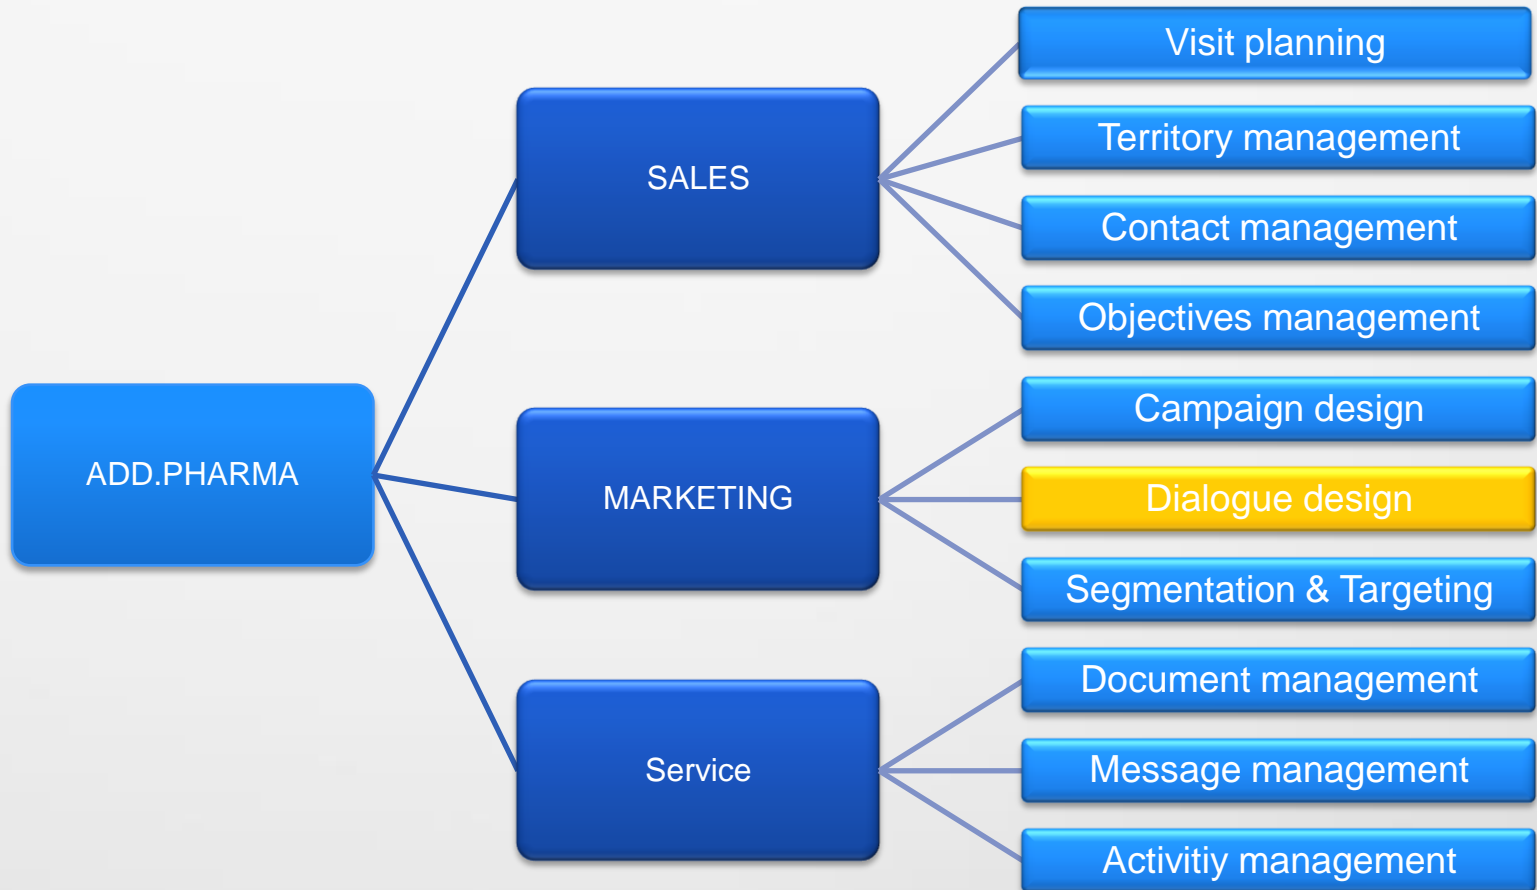 ADD.PHARMA
SALES
Visit planning
Territory management
Contact management
Objectives management
MARKETING
Campaign design
Dialogue design
Segmentation & Targeting
Service
Document management
Message management
Activitiy management